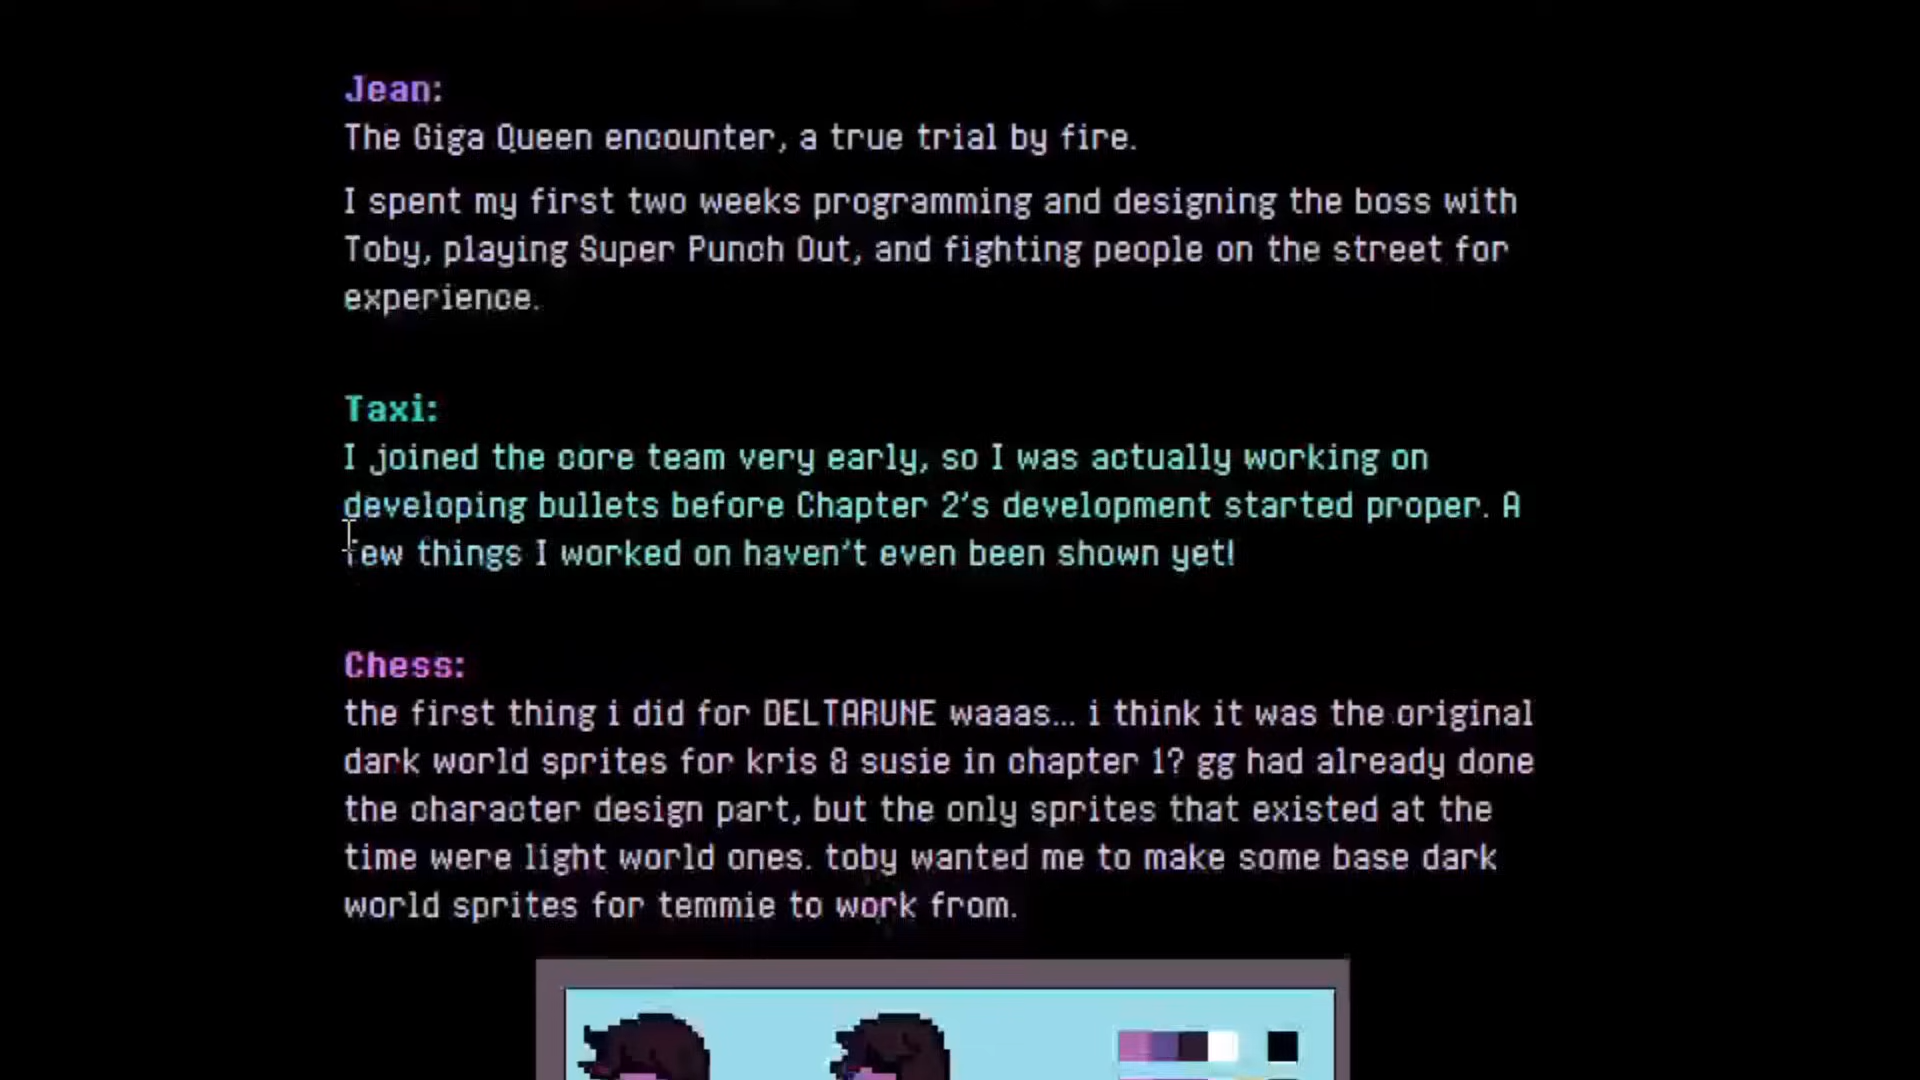 Jean:
The Giga Queen encounter, a true trial by fire.
I spent my first two weeks programming and designing the boss with
Toby, playing Super Punch Out, and fighting people on the street for
experience.
Taxi:
I joined the core team very early, so I was actually working on
developing bullets before Chapter 2's development started proper. A
few things I worked on haven't even been shown yet!
Chess:
the first thing i did for DELTARUNE waaas... i think it was the original
dark world sprites for kris & susie in chapter 1? gg had already done
the character design part, but the only sprites that existed at the
time were light world ones. toby wanted me to make some base dark
world sprites for temmie to work from.